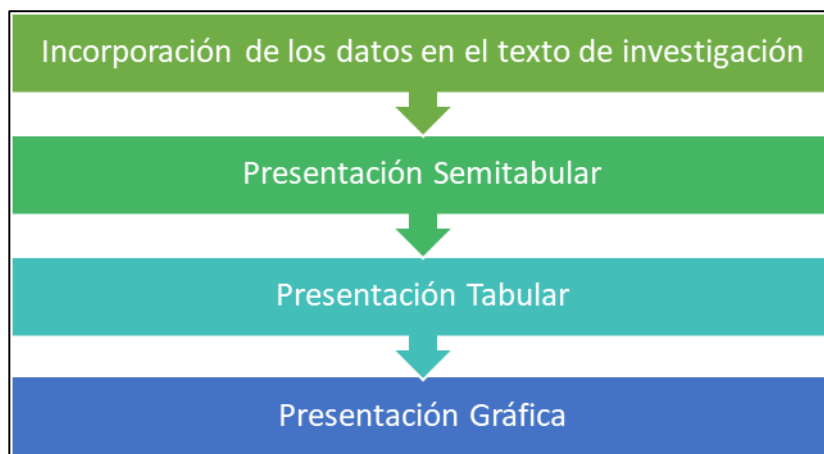 Incorporación de los datos en el texto de investigación
Presentación Semitabular
Presentación Tabular
Presentación Gráfica